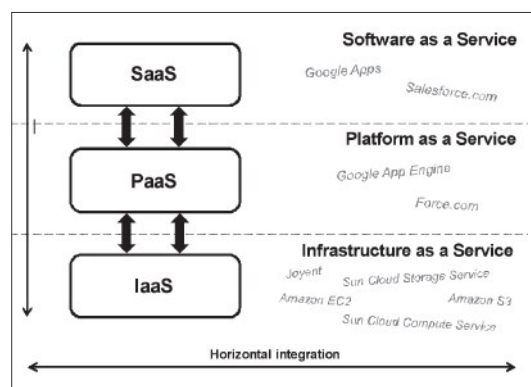 Software as a Service
SaaS
Google Apps
Salesforce.com
Platform as a Service
PaaS
Google App Engine
Force.com
Infrastructure as a Service
IaaS
Joyent
Sun Cloud Storage Service
Amazon EC2
Amazon S3
Sun Cloud Compute Service
Horizontal integration